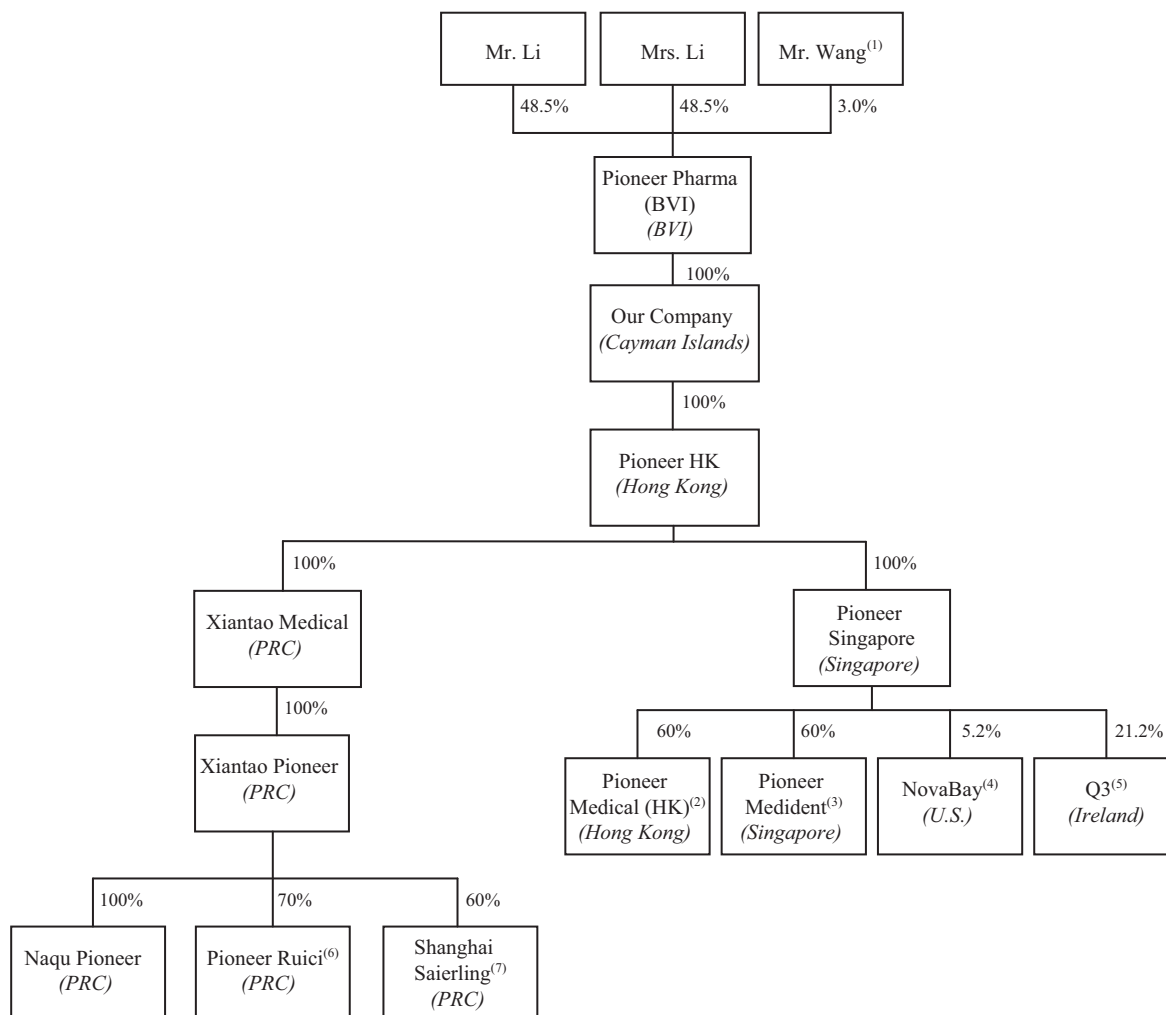 Mr. Li
Mrs. Li
Mr. Wang(1)
48.5%
48.5%
3.0%
Pioneer Pharma
(BVI)
(BVI)
100%
Our Company
(Cayman Islands)
100%
Pioneer HK
(Hong Kong)
100%
100%
Xiantao Medical
(PRC)
Pioneer
Singapore
(Singapore)
100%
60%
60%
5.2%
21.2%
Xiantao Pioneer
(PRC)
Pioneer
Medical (HK)(2)
(Hong Kong)
Pioneer
Medident(3)
(Singapore)
NovaBay(4)
(U.S.)
Q3(5)
(Ireland)
100%
70%
60%
Naqu Pioneer
(PRC)
Pioneer Ruici(6)
(PRC)
Shanghai
Saierling(7)
(PRC)